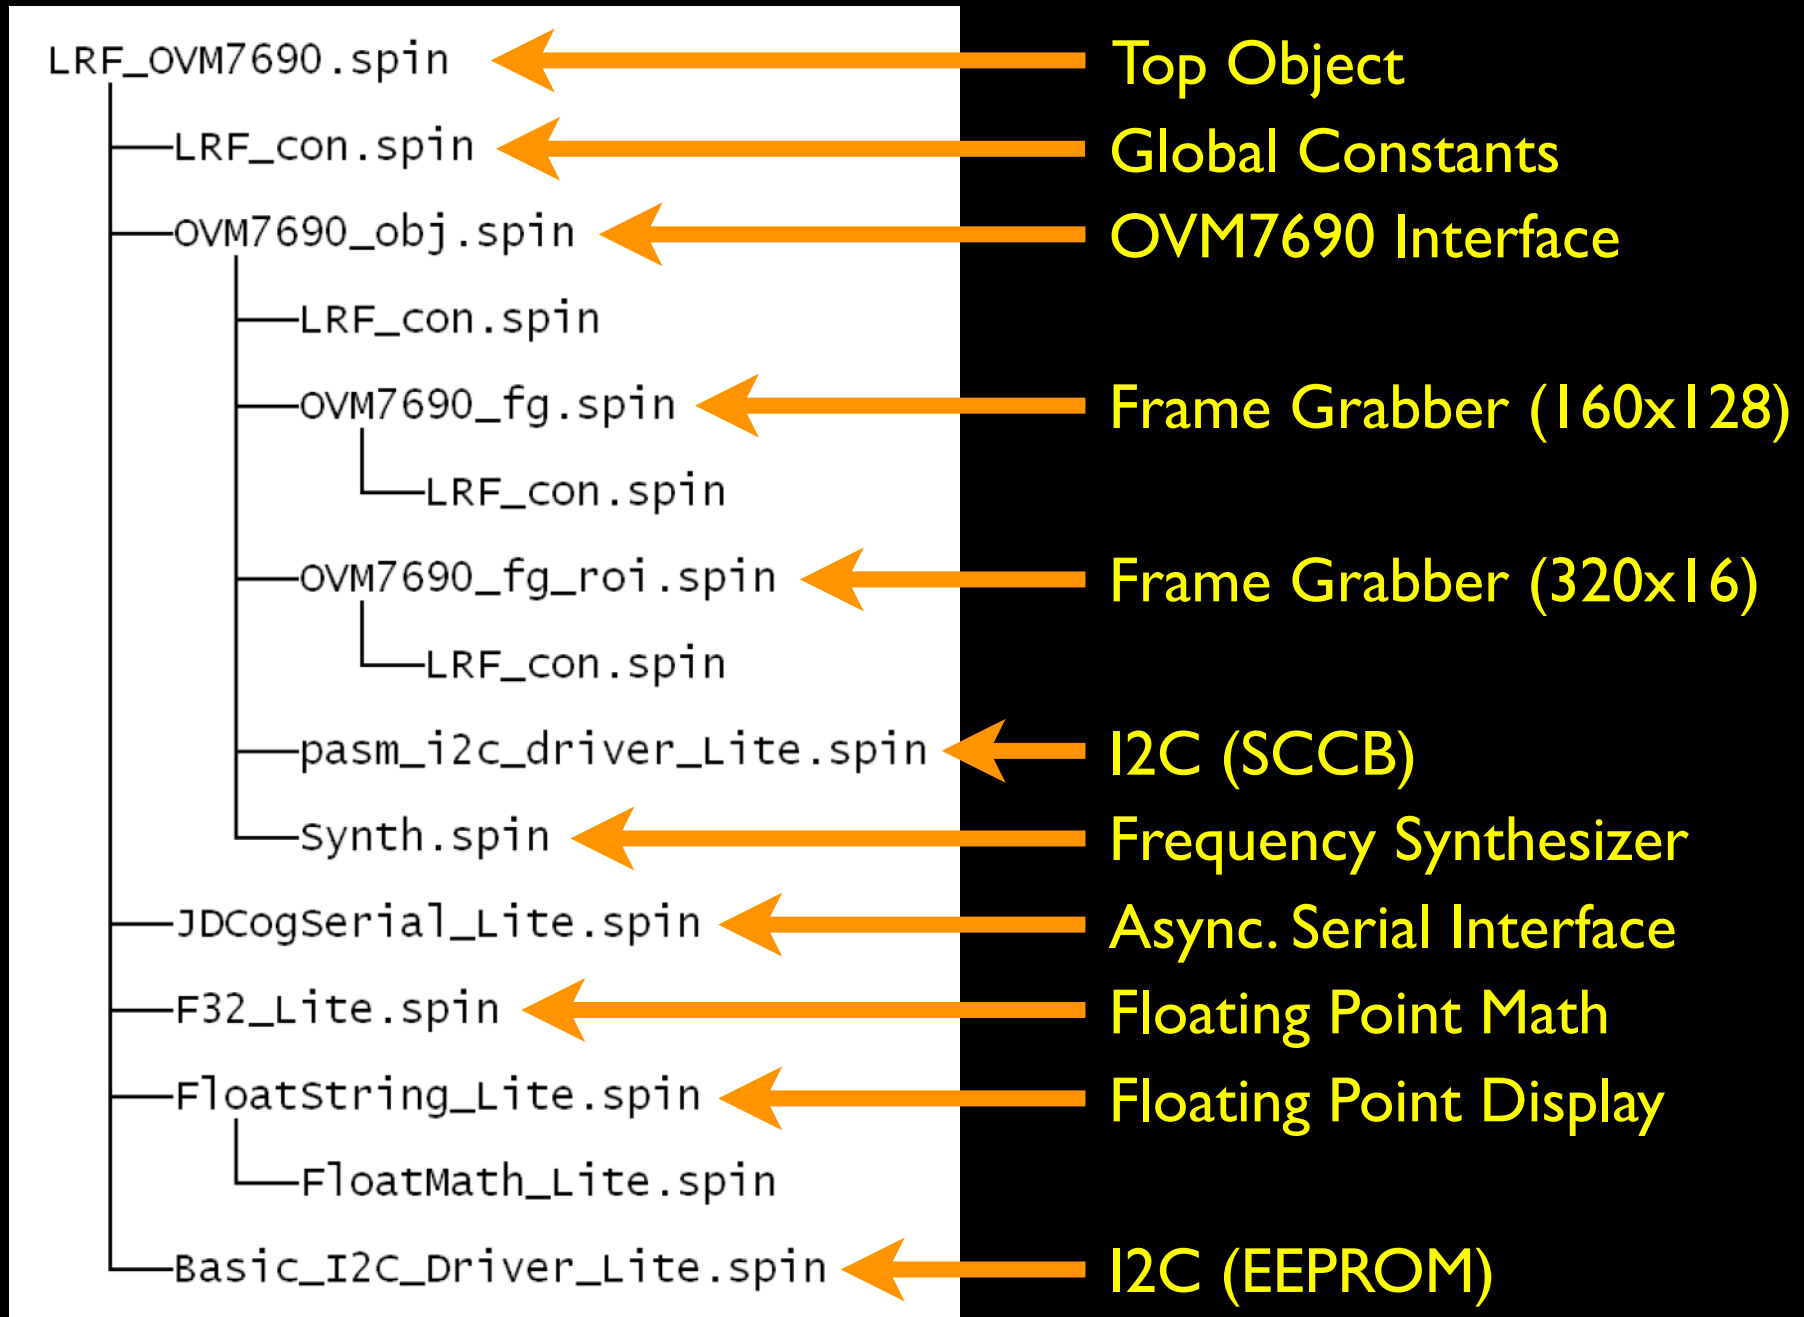 LRF_OVM7690.spin Top Object
LRF_con.spin Global Constants
OVM7690_obj.spin OVM7690 Interface
LRF_con.spin
OVM7690_fg.spin Frame Grabber (160x128)
LRF_con.spin
OVM7690_fg_roi.spin Frame Grabber (320x16)
LRF_con.spin
pasm_i2c_driver_Lite.spin I2C (SCCB)
Synth.spin Frequency Synthesizer
JDCogSerial_Lite.spin Async. Serial Interface
F32_Lite.spin Floating Point Math
FloatString_Lite.spin Floating Point Display
FloatMath_Lite.spin
Basic_I2C_Driver_Lite.spin I2C (EEPROM)